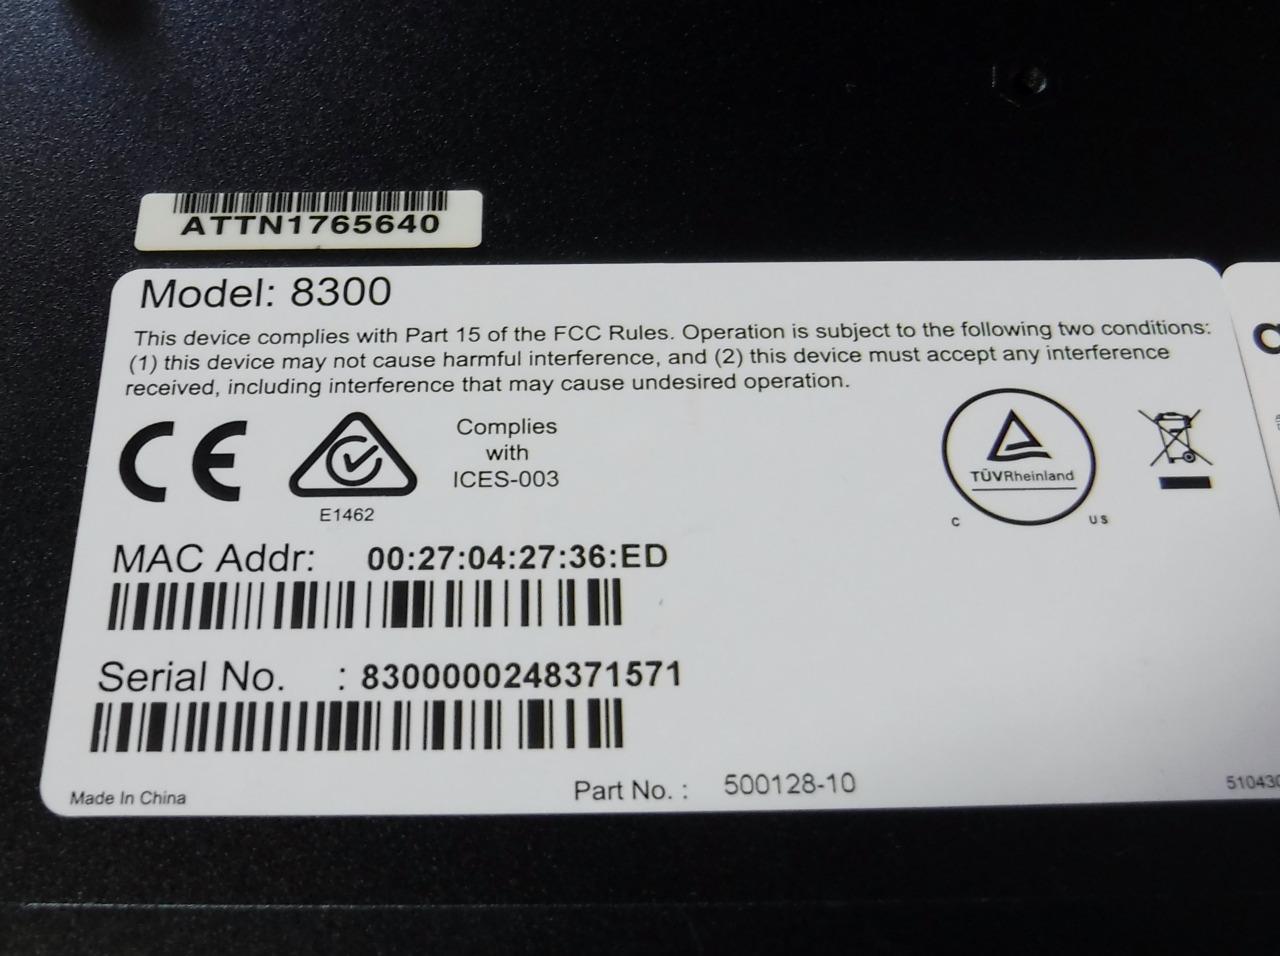 ATTN1765640
Model: 8300
This device complies with Part 15 of the FCC Rules. Operation is subject to the following two conditions:
(1) this device may not cause harmful interference, and (2) this device must accept any interference
received, including interference that may cause undesired operation.
CE
Complies
with
ICES-003
E1462
TÜVRheinland
C US
MAC Addr: 00:27:04:27:36:ED
Serial No. : 8300000248371571
Part No. : 500128-10
Made In China